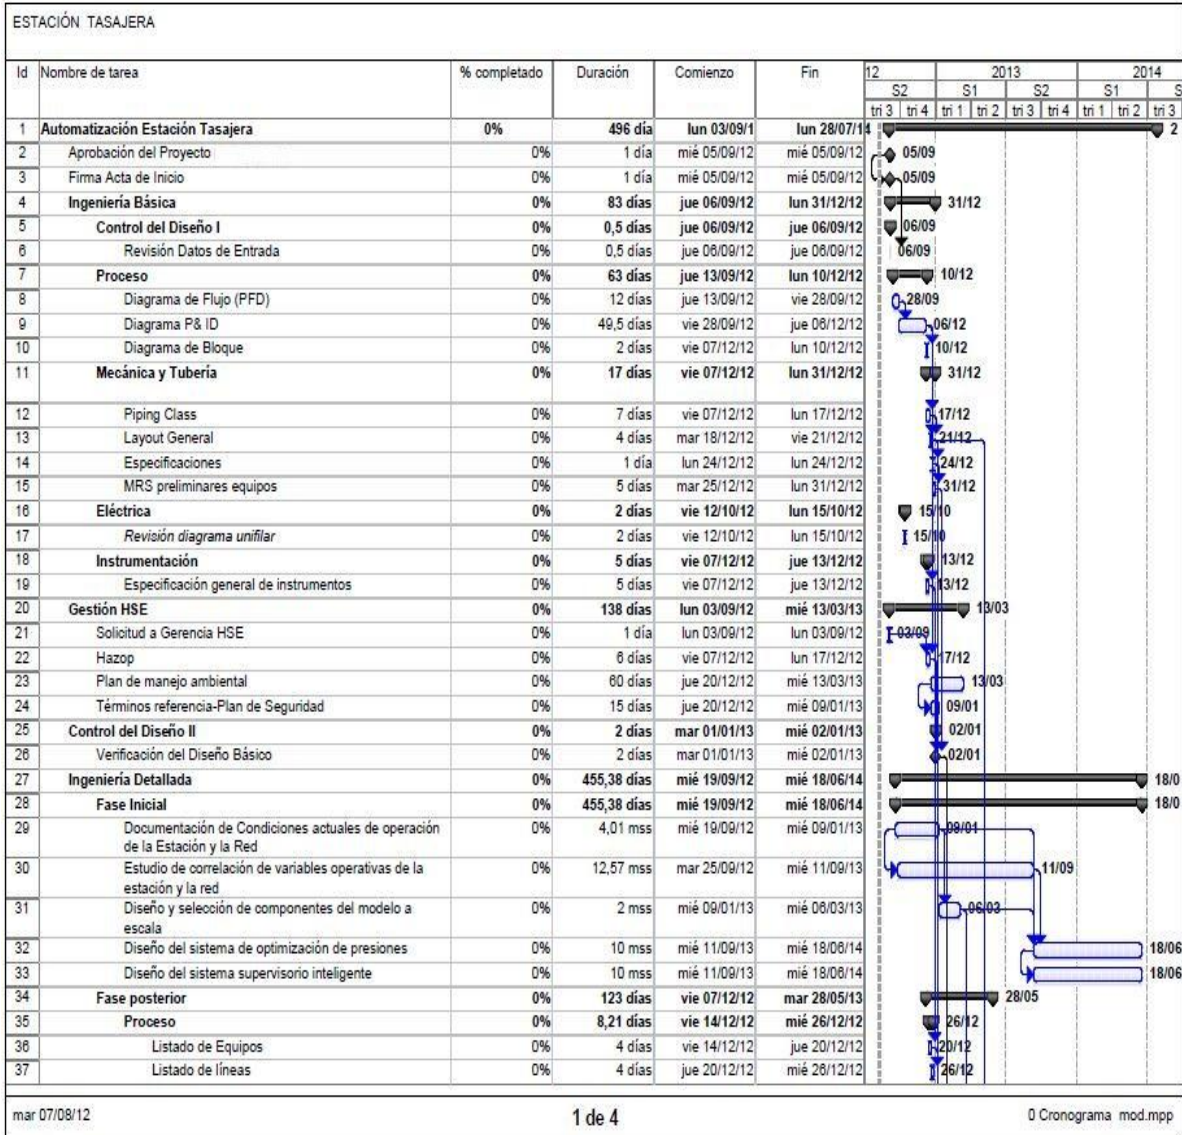 ESTACIÓN TASAJERA
Id Nombre de tarea % completado Duración Comienzo Fin 12 2013 2014
S2 S1 S2 S1 S
tri 3 tri 4 tri 1 tri 2 tri 3 tri 4 tri 1 tri 2 tri 3
1 Automatización Estación Tasajera 0% 496 día lun 03/09/1 lun 28/07/14 2
2 Aprobación del Proyecto 0% 1 día mié 05/09/12 mié 05/09/12 05/09
3 Firma Acta de Inicio 0% 1 día mié 05/09/12 mié 05/09/12 05/09
4 Ingeniería Básica 0% 83 días jue 06/09/12 lun 31/12/12 31/12
5 Control del Diseño I 0% 0,5 días jue 06/09/12 jue 06/09/12 06/09
6 Revisión Datos de Entrada 0% 0,5 días jue 06/09/12 jue 06/09/12 06/09
7 Proceso 0% 63 días jue 13/09/12 lun 10/12/12 10/12
8 Diagrama de Flujo (PFD) 0% 12 días jue 13/09/12 vie 28/09/12 28/09
9 Diagrama P& ID 0% 49,5 días vie 28/09/12 jue 06/12/12 06/12
10 Diagrama de Bloque 0% 2 días vie 07/12/12 lun 10/12/12 10/12
11 Mecánica y Tubería 0% 17 días vie 07/12/12 lun 31/12/12 31/12
12 Piping Class 0% 7 días vie 07/12/12 lun 17/12/12 17/12
13 Layout General 0% 4 días mar 18/12/12 vie 21/12/12 21/12
14 Especificaciones 0% 1 día lun 24/12/12 lun 24/12/12 24/12
15 MRS preliminares equipos 0% 5 días mar 25/12/12 lun 31/12/12 31/12
16 Eléctrica 0% 2 días vie 12/10/12 lun 15/10/12 15/10
17 Revisión diagrama unifilar 0% 2 días vie 12/10/12 lun 15/10/12 15/10
18 Instrumentación 0% 5 días vie 07/12/12 jue 13/12/12 13/12
19 Especificación general de instrumentos 0% 5 días vie 07/12/12 jue 13/12/12 13/12
20 Gestión HSE 0% 138 días lun 03/09/12 mié 13/03/13 13/03
21 Solicitud a Gerencia HSE 0% 1 día lun 03/09/12 lun 03/09/12 03/09
22 Hazop 0% 6 días vie 07/12/12 lun 17/12/12 17/12
23 Plan de manejo ambiental 0% 60 días jue 20/12/12 mié 13/03/13 13/03
24 Términos referencia-Plan de Seguridad 0% 15 días jue 20/12/12 mié 09/01/13 09/01
25 Control del Diseño II 0% 2 días mar 01/01/13 mié 02/01/13 02/01
26 Verificación del Diseño Básico 0% 2 días mar 01/01/13 mié 02/01/13 02/01
27 Ingeniería Detallada 0% 455,38 días mié 19/09/12 mié 18/06/14 18/0
28 Fase Inicial 0% 455,38 días mié 19/09/12 mié 18/06/14 18/0
29 Documentación de Condiciones actuales de operación 0% 4,01 mss mié 19/09/12 mié 09/01/13 09/01
de la Estación y la Red
30 Estudio de correlación de variables operativas de la 0% 12,57 mss mar 25/09/12 mié 11/09/13 11/09
estación y la red
31 Diseño y selección de componentes del modelo a 0% 2 mss mié 09/01/13 mié 06/03/13 06/03
escala
32 Diseño del sistema de optimización de presiones 0% 10 mss mié 11/09/13 mié 18/06/14 18/06
33 Diseño del sistema supervisorio inteligente 0% 10 mss mié 11/09/13 mié 18/06/14 18/06
34 Fase posterior 0% 123 días vie 07/12/12 mar 28/05/13 28/05
35 Proceso 0% 8,21 días vie 14/12/12 mié 26/12/12 26/12
36 Listado de Equipos 0% 4 días vie 14/12/12 jue 20/12/12 20/12
37 Listado de líneas 0% 4 días jue 20/12/12 mié 26/12/12 26/12
mar 07/08/12 1 de 4 0 Cronograma mod.mpp